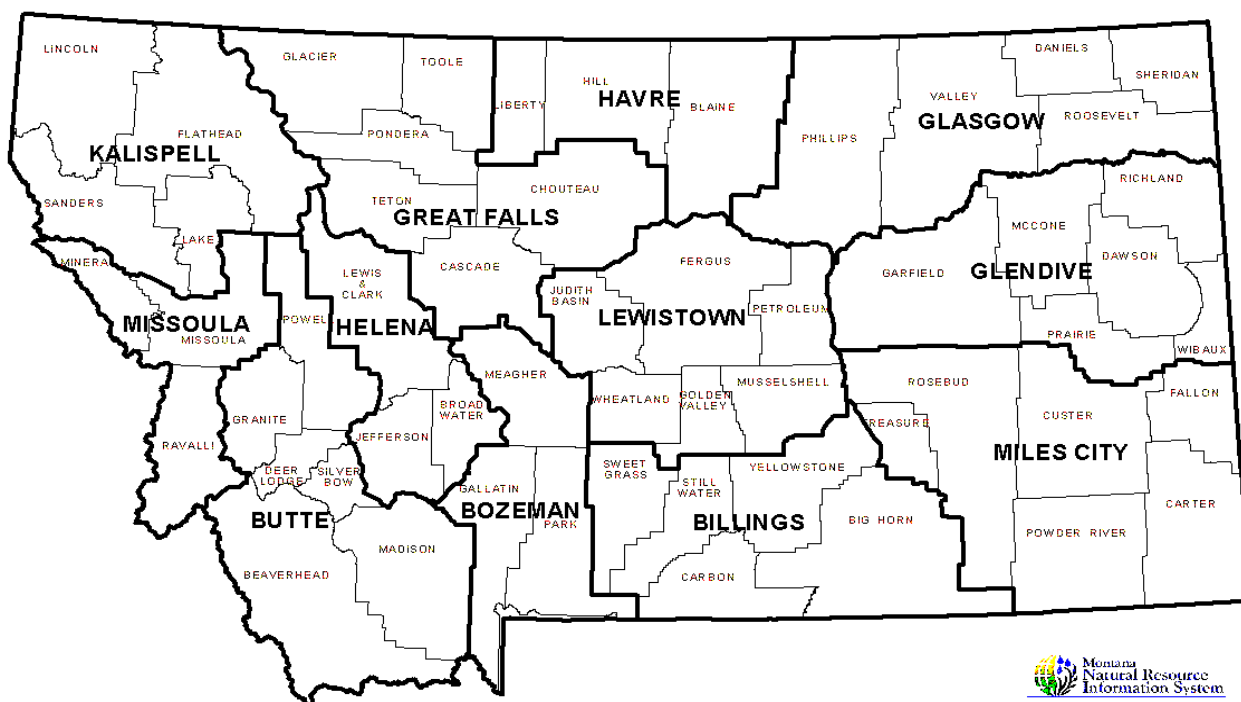 LINCOLN
GLACIER
TOOLE
LIBERTY
HILL
HAVRE
BLAINE
PHILLIPS
VALLEY
GLASGOW
DANIELS
SHERIDAN
ROOSEVELT
FLATHEAD
KALISPELL
PONDERA
SANDERS
LAKE
TETON
CHOUTEAU
GREAT FALLS
CASCADE
RICHLAND
MCCONE
DAWSON
GARFIELD
GLENDIVE
PRAIRIE
WIBAUX
MINERA
MISSOULA
MISSOULA
POWELL
LEWIS
&
CLARK
HELENA
JUDITH
BASIN
FERGUS
LEWISTOWN
PETROLEUM
MEAGHER
WHEATLAND
GOLDEN
VALLEY
MUSSELSHELL
ROSEBUD
TREASURE
CUSTER
FALLON
MILES CITY
CARTER
POWDER RIVER
RAVALLI
GRANITE
DEER
LODGE
SILVER
BOW
JEFFERSON
BROAD
WATER
BUTTE
BEAVERHEAD
MADISON
GALLATIN
BOZEMAN
PARK
SWEET
GRASS
STILL
WATER
YELLOWSTONE
BILLINGS
BIG HORN
CARBON
Montana
Natural Resource
Information System